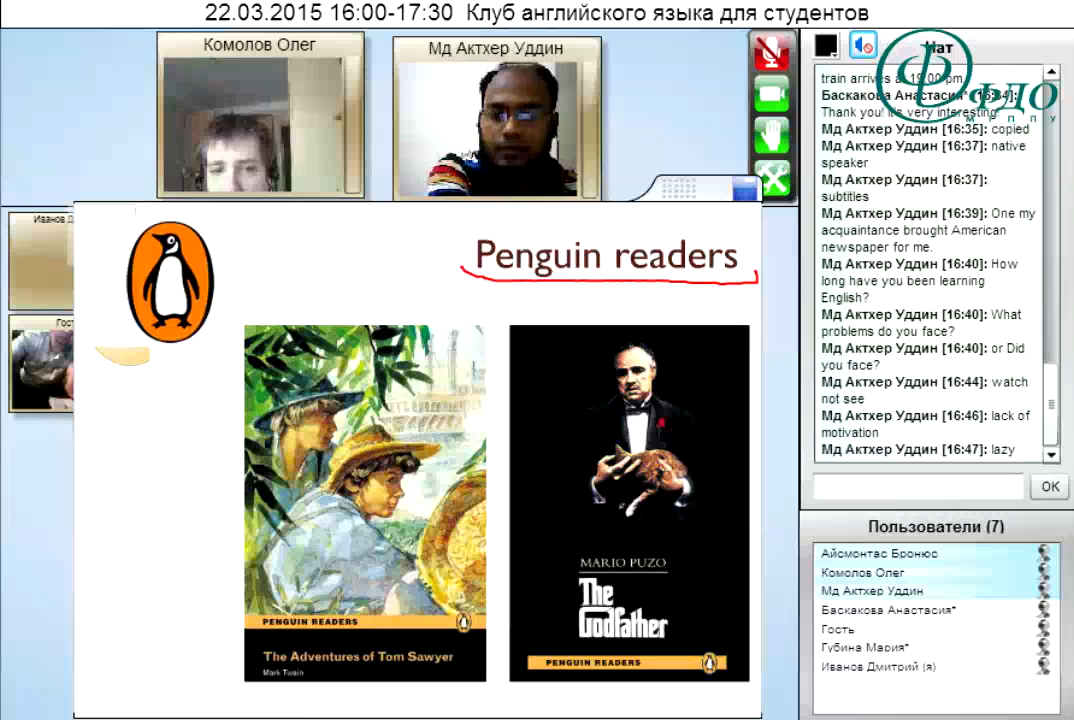 22.03.2015 16:00-17:30 Клуб английского языка для студентов
Комолов Олег
Мд Актхер Уддин
Иванов Д
Гост
Penguin readers
PENGUIN READERS
The Adventures of Tom Sawyer
Mark Twain
MARIO PUZO
The
Godfather
PENGUIN READERS
Чат
ФДО
МГППУ
train arrives at 19:00 pm.
Баскакова Анастасия* [16:34]:
Thank you! It's very interesting
Мд Актхер Уддин [16:35]: copied
Мд Актхер Уддин [16:37]: native
speaker
Мд Актхер Уддин [16:37]:
subtitles
Мд Актхер Уддин [16:39]: One my
acquaintance brought American
newspaper for me.
Мд Актхер Уддин [16:40]: How
long have you been learning
English?
Мд Актхер Уддин [16:40]: What
problems do you face?
Мд Актхер Уддин [16:40]: or Did
you face?
Мд Актхер Уддин [16:44]: watch
not see
Мд Актхер Уддин [16:46]: lack of
motivation
Мд Актхер Уддин [16:47]: lazy
OK
Пользователи (7)
Айсмонтас Бронюс
Комолов Олег
Мд Актхер Уддин
Баскакова Анастасия*
Гость
Губина Мария*
Иванов Дмитрий (я)